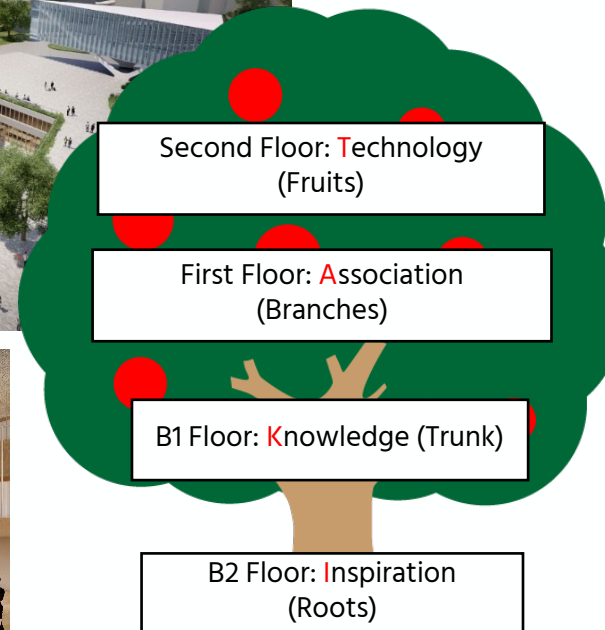 Second Floor: Technology
(Fruits)
First Floor: Association
(Branches)
B1 Floor: Knowledge (Trunk)
B2 Floor: Inspiration
(Roots)